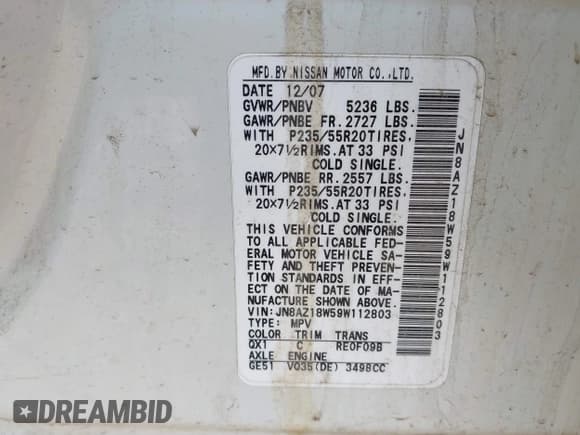 MFD.BY.NISSAN MOTOR CO.,LTD.
DATE 12/07
GVWR/PNBV 5236 LBS.
GAWR/PNBE FR.2727 LBS.
WITH P235/55R20TIRES,
20×7½RIMS.AT 33 PSI
COLD SINGLE.
GAWR/PNBE RR.2557 LBS.
WITH P235/55R20TIRES,
20×7½RIMS.AT 33 PSI
COLD SINGLE.
THIS VEHICLE CONFORMS
TO ALL APPLICABLE FED-
ERAL MOTOR VEHICLE SA-
FETY AND THEFT PREVEN-
TION STANDARDS IN EFF-
ECT ON THE DATE OF MA-
NUFACTURE SHOWN ABOVE.
VIN:JN8AZ18W59W112803
TYPE: MPV
COLOR TRIM TRANS
QX1 C RE0F09B
AXLE ENGINE
GE51 VQ35(DE) 3498CC
JN8AZ18W59W112803
DREAMBID